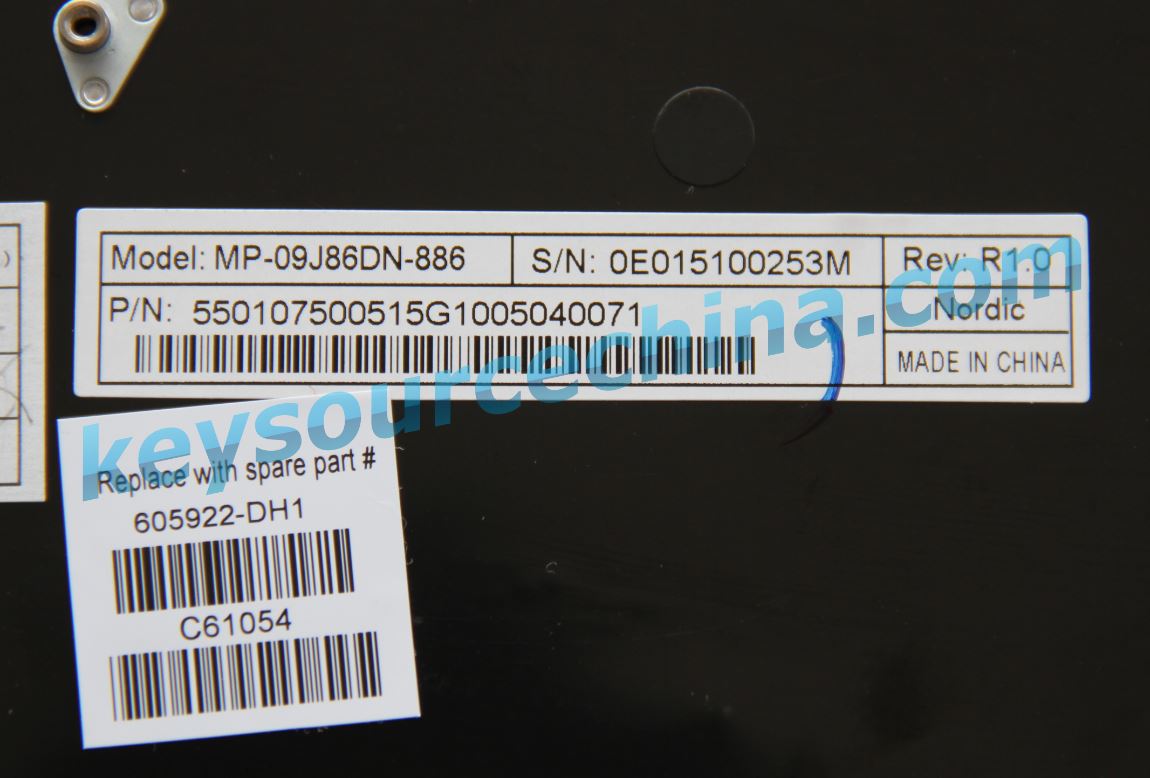 Model: MP-09J86DN-886
S/N: 0E015100253M
Rev: R1.01
P/N: 550107500515G1005040071
Nordic
MADE IN CHINA
keysourcechina.com
Replace with spare part #
605922-DH1
C61054